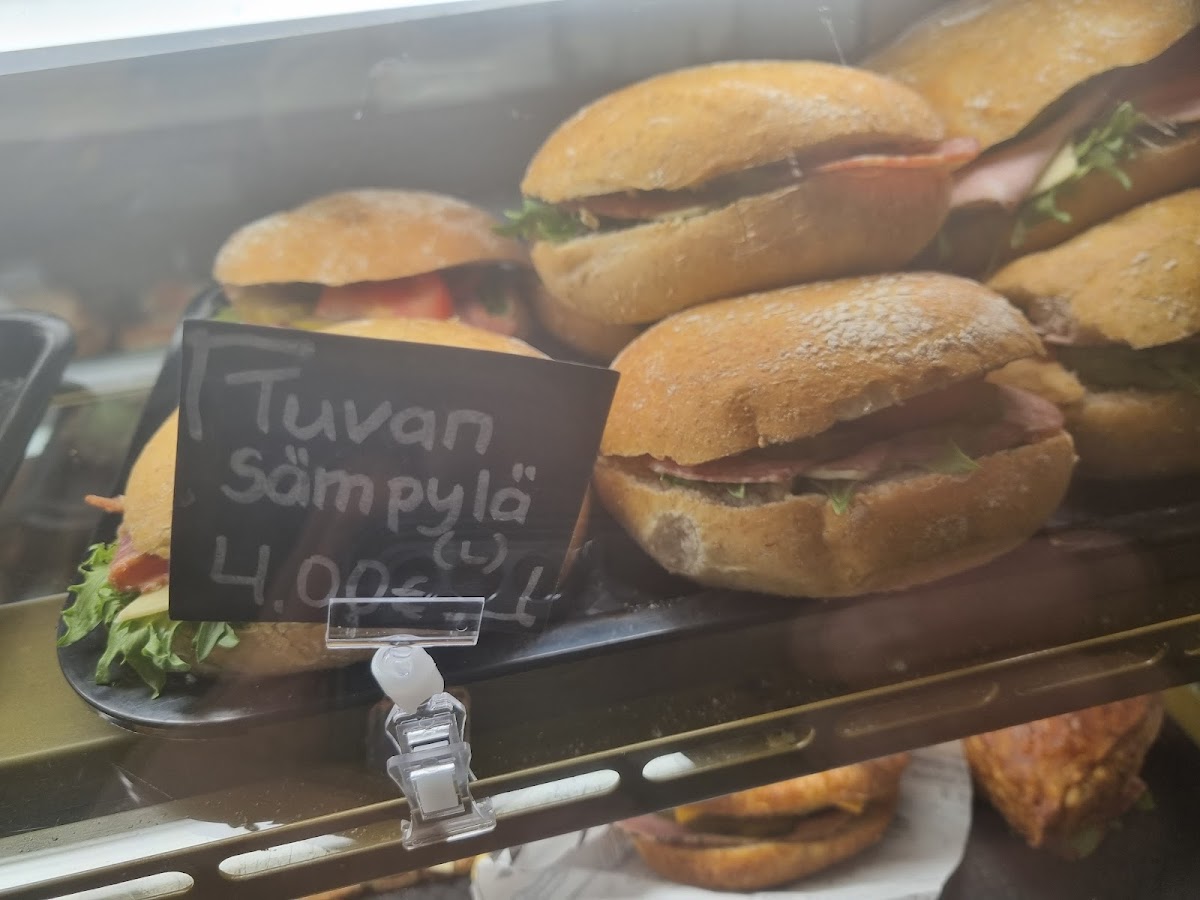 Tuvan
sämpylä
(L)
4.00€